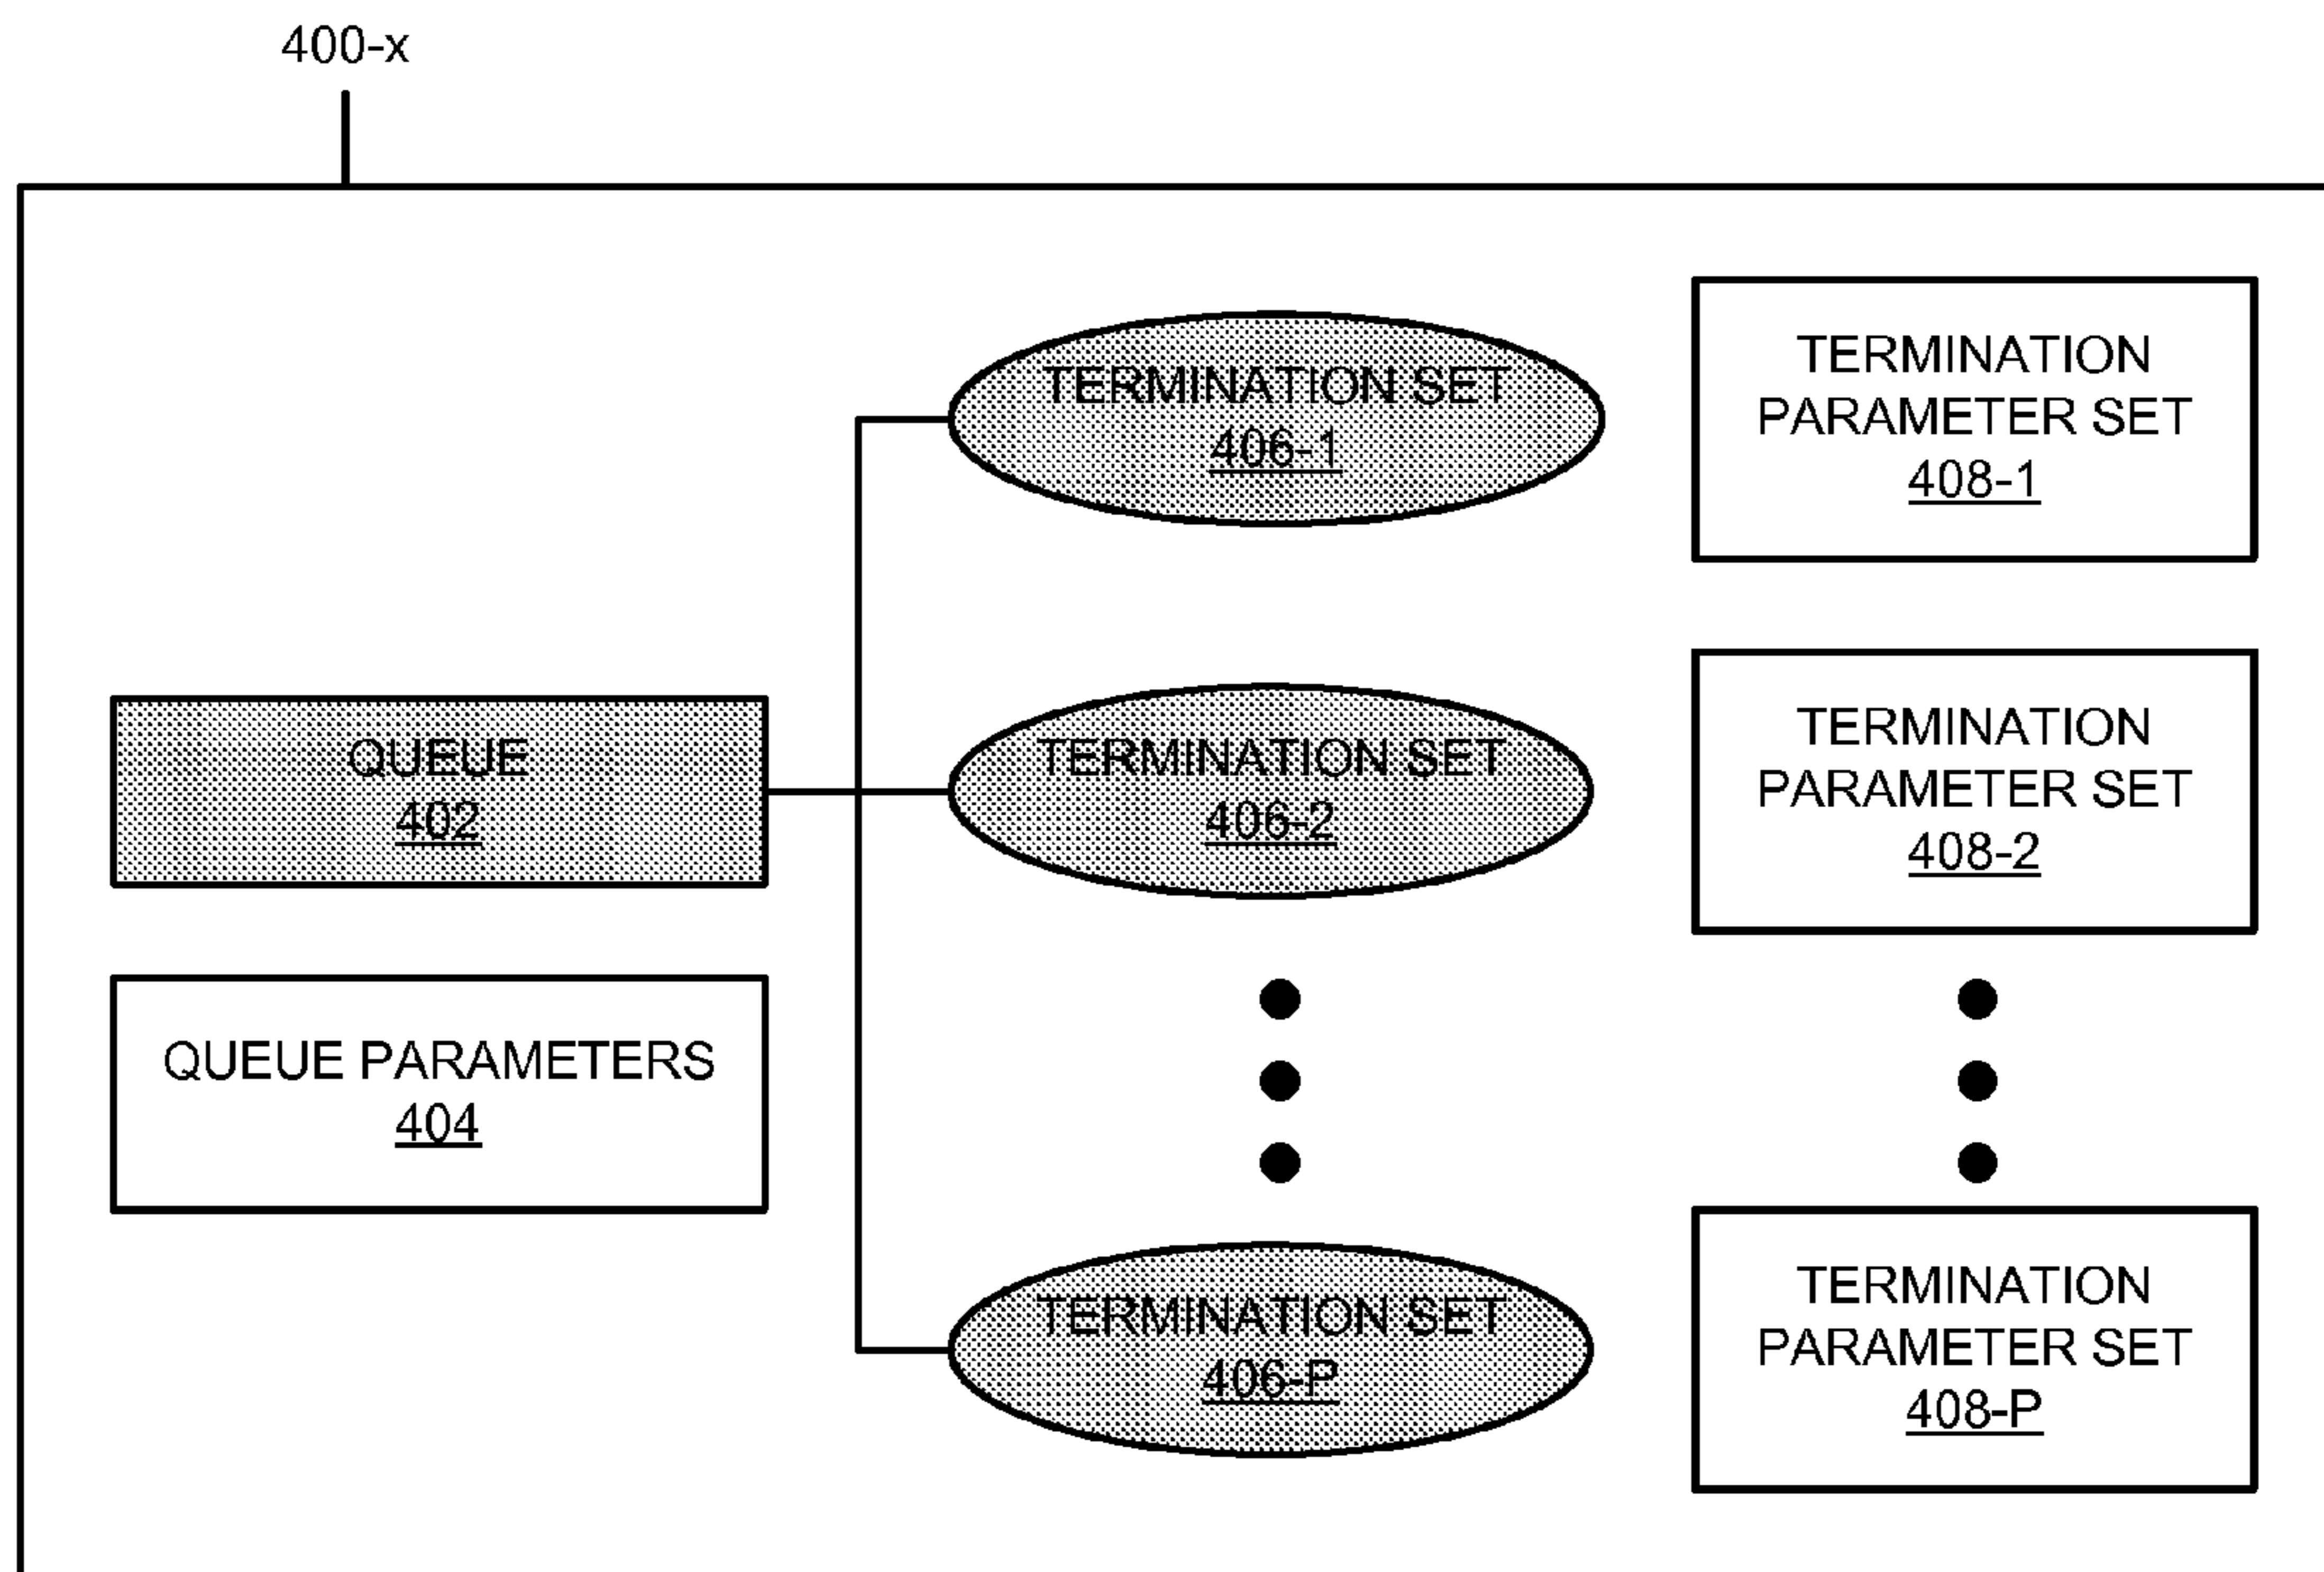 400-x
TERMINATION SET
406-1
TERMINATION
PARAMETER SET
408-1
QUEUE
402
TERMINATION SET
406-2
TERMINATION
PARAMETER SET
408-2
QUEUE PARAMETERS
404
TERMINATION SET
406-P
TERMINATION
PARAMETER SET
408-P